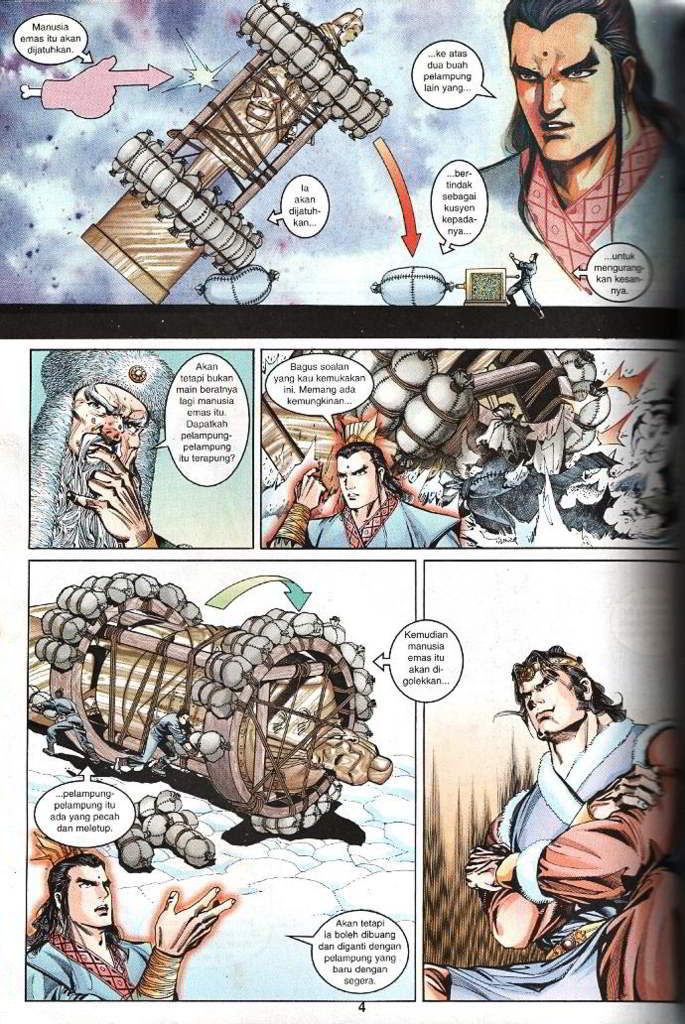 Manusia
emas itu akan
dijatuhkan.
...ke atas
dua buah
pelampung
lain yang...
Ia
akan
dijatuh-
kan...
...ber-
tindak
sebagai
kusyen
kepada-
nya...
...untuk
mengurang-
kan kesan-
nya.
Akan
tetapi bukan
main beratnya
lagi manusia
emas itu.
Dapatkah
pelampung-
pelampung
itu terapung?
Bagus soalan
yang kau kemukakan
ini. Memang ada
kemungkinan...
Kemudian
manusia
emas itu
akan di-
golekkan...
...pelampung-
pelampung itu
ada yang pecah
dan meletup.
Akan tetapi
ia boleh dibuang
dan diganti dengan
pelampung yang
baru dengan
segera.
4